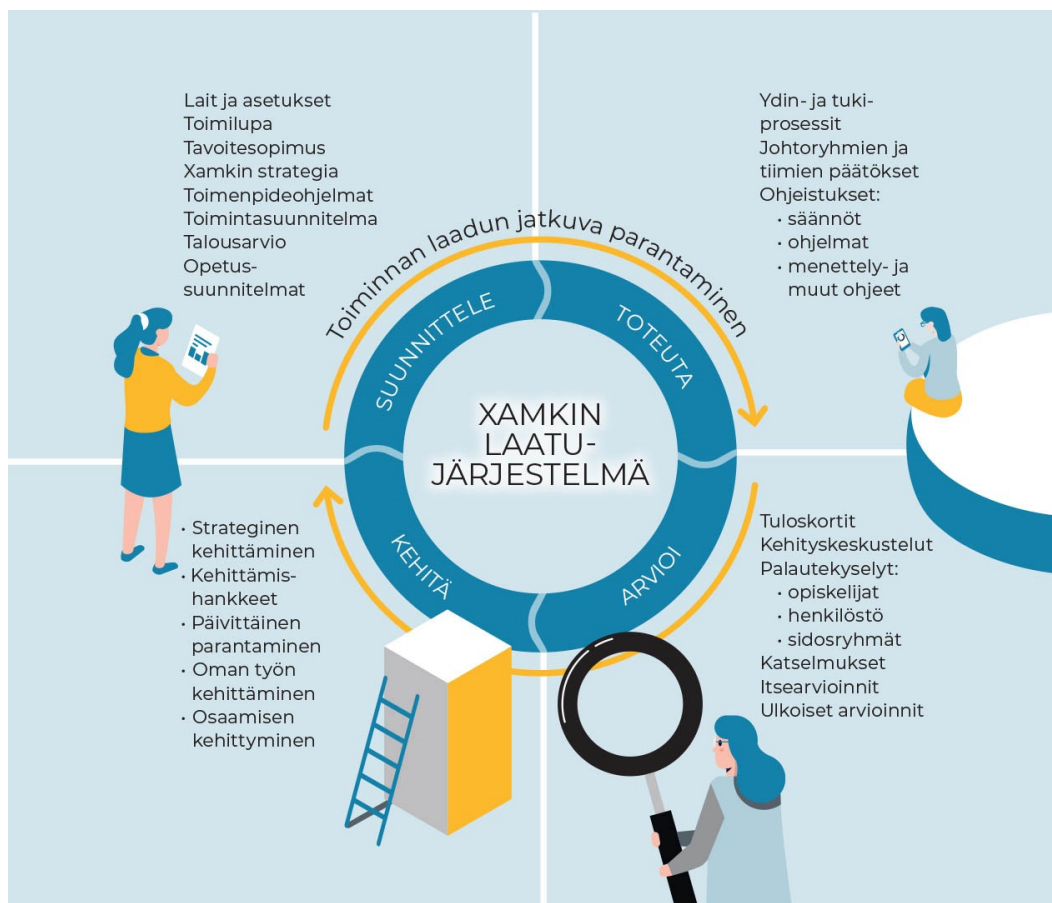 Lait ja asetukset
Toimilupa
Tavoitesopimus
Xamkin strategia
Toimenpideohjelmat
Toimintasuunnitelma
Talousarvio
Opetus-
suunnitelmat
Ydin- ja tuki-
prosessit
Johtoryhmien ja
tiimien päätökset
Ohjeistukset:
• säännöt
• ohjelmat
• menettely- ja
muut ohjeet
Toiminnan laadun jatkuva parantaminen
SUUNNITTELE
TOTEUTA
XAMKIN
LAATU-
JÄRJESTELMÄ
KEHITÄ
ARVIOI
• Strateginen
kehittäminen
• Kehittämis-
hankkeet
• Päivittäinen
parantaminen
• Oman työn
kehittäminen
• Osaamisen
kehittyminen
Tuloskortit
Kehityskeskustelut
Palautekyselyt:
• opiskelijat
• henkilöstö
• sidosryhmät
Katselmukset
Itsearvioinnit
Ulkoiset arvioinnit